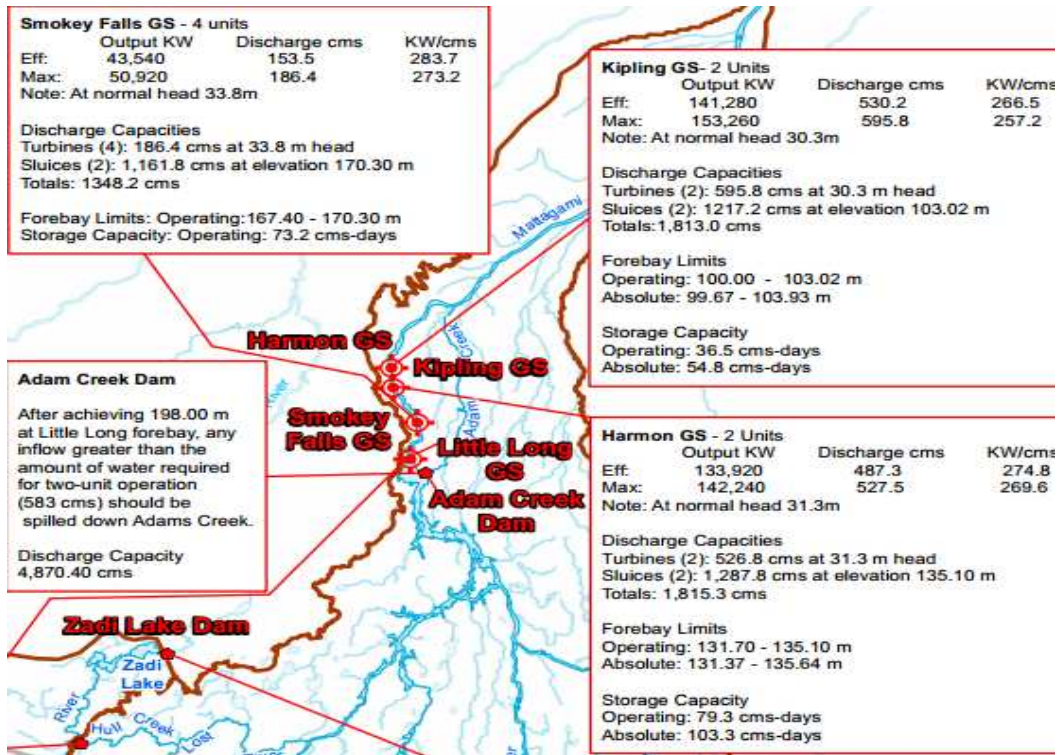 Smokey Falls GS - 4 units
Output KW Discharge cms KW/cms
Eff: 43,540 153.5 283.7
Max: 50,920 186.4 273.2
Note: At normal head 33.8m
Discharge Capacities
Turbines (4): 186.4 cms at 33.8 m head
Sluices (2): 1,161.8 cms at elevation 170.30 m
Totals: 1348.2 cms
Forebay Limits: Operating:167.40 - 170.30 m
Storage Capacity: Operating: 73.2 cms-days
Kipling GS- 2 Units
Output KW Discharge cms KW/cms
Eff: 141,280 530.2 266.5
Max: 153,260 595.8 257.2
Note: At normal head 30.3m
Discharge Capacities
Turbines (2): 595.8 cms at 30.3 m head
Sluices (2): 1217.2 cms at elevation 103.02 m
Totals:1,813.0 cms
Forebay Limits
Operating: 100.00 - 103.02 m
Absolute: 99.67 - 103.93 m
Storage Capacity
Operating: 36.5 cms-days
Absolute: 54.8 cms-days
Mattagami
Creek
Adam
Harmon GS
Kipling GS
River
Smokey
Falls GS
Little Long
GS
Adam Creek
Dam
Adam Creek Dam
After achieving 198.00 m
at Little Long forebay, any
inflow greater than the
amount of water required
for two-unit operation
(583 cms) should be
spilled down Adams Creek.
Discharge Capacity
4,870.40 cms
Harmon GS - 2 Units
Output KW Discharge cms KW/cms
Eff: 133,920 487.3 274.8
Max: 142,240 527.5 269.6
Note: At normal head 31.3m
Discharge Capacities
Turbines (2): 526.8 cms at 31.3 m head
Sluices (2): 1,287.8 cms at elevation 135.10 m
Totals: 1,815.3 cms
Forebay Limits
Operating: 131.70 - 135.10 m
Absolute: 131.37 - 135.64 m
Storage Capacity
Operating: 79.3 cms-days
Absolute: 103.3 cms-days
Zadi Lake Dam
Zadi
Lake
River
Hull Creek
Lost